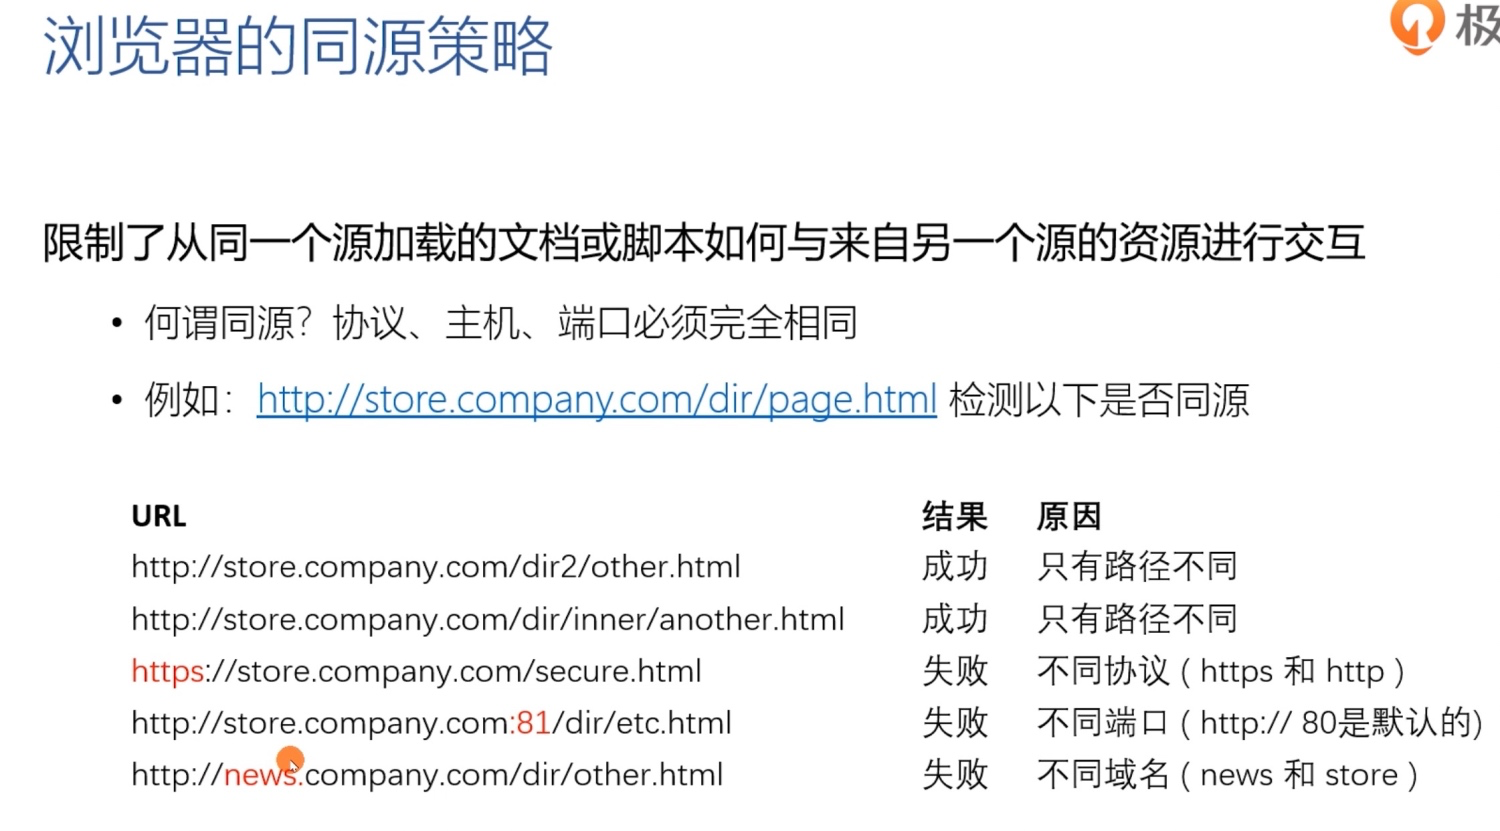 浏览器的同源策略
极
限制了从同一个源加载的文档或脚本如何与来自另一个源的资源进行交互
• 何谓同源？协议、主机、端口必须完全相同
• 例如：http://store.company.com/dir/page.html 检测以下是否同源
URL 结果 原因
http://store.company.com/dir2/other.html 成功 只有路径不同
http://store.company.com/dir/inner/another.html 成功 只有路径不同
https://store.company.com/secure.html 失败 不同协议 ( https 和 http )
http://store.company.com:81/dir/etc.html 失败 不同端口 ( http:// 80是默认的)
http://news.company.com/dir/other.html 失败 不同域名 ( news 和 store )